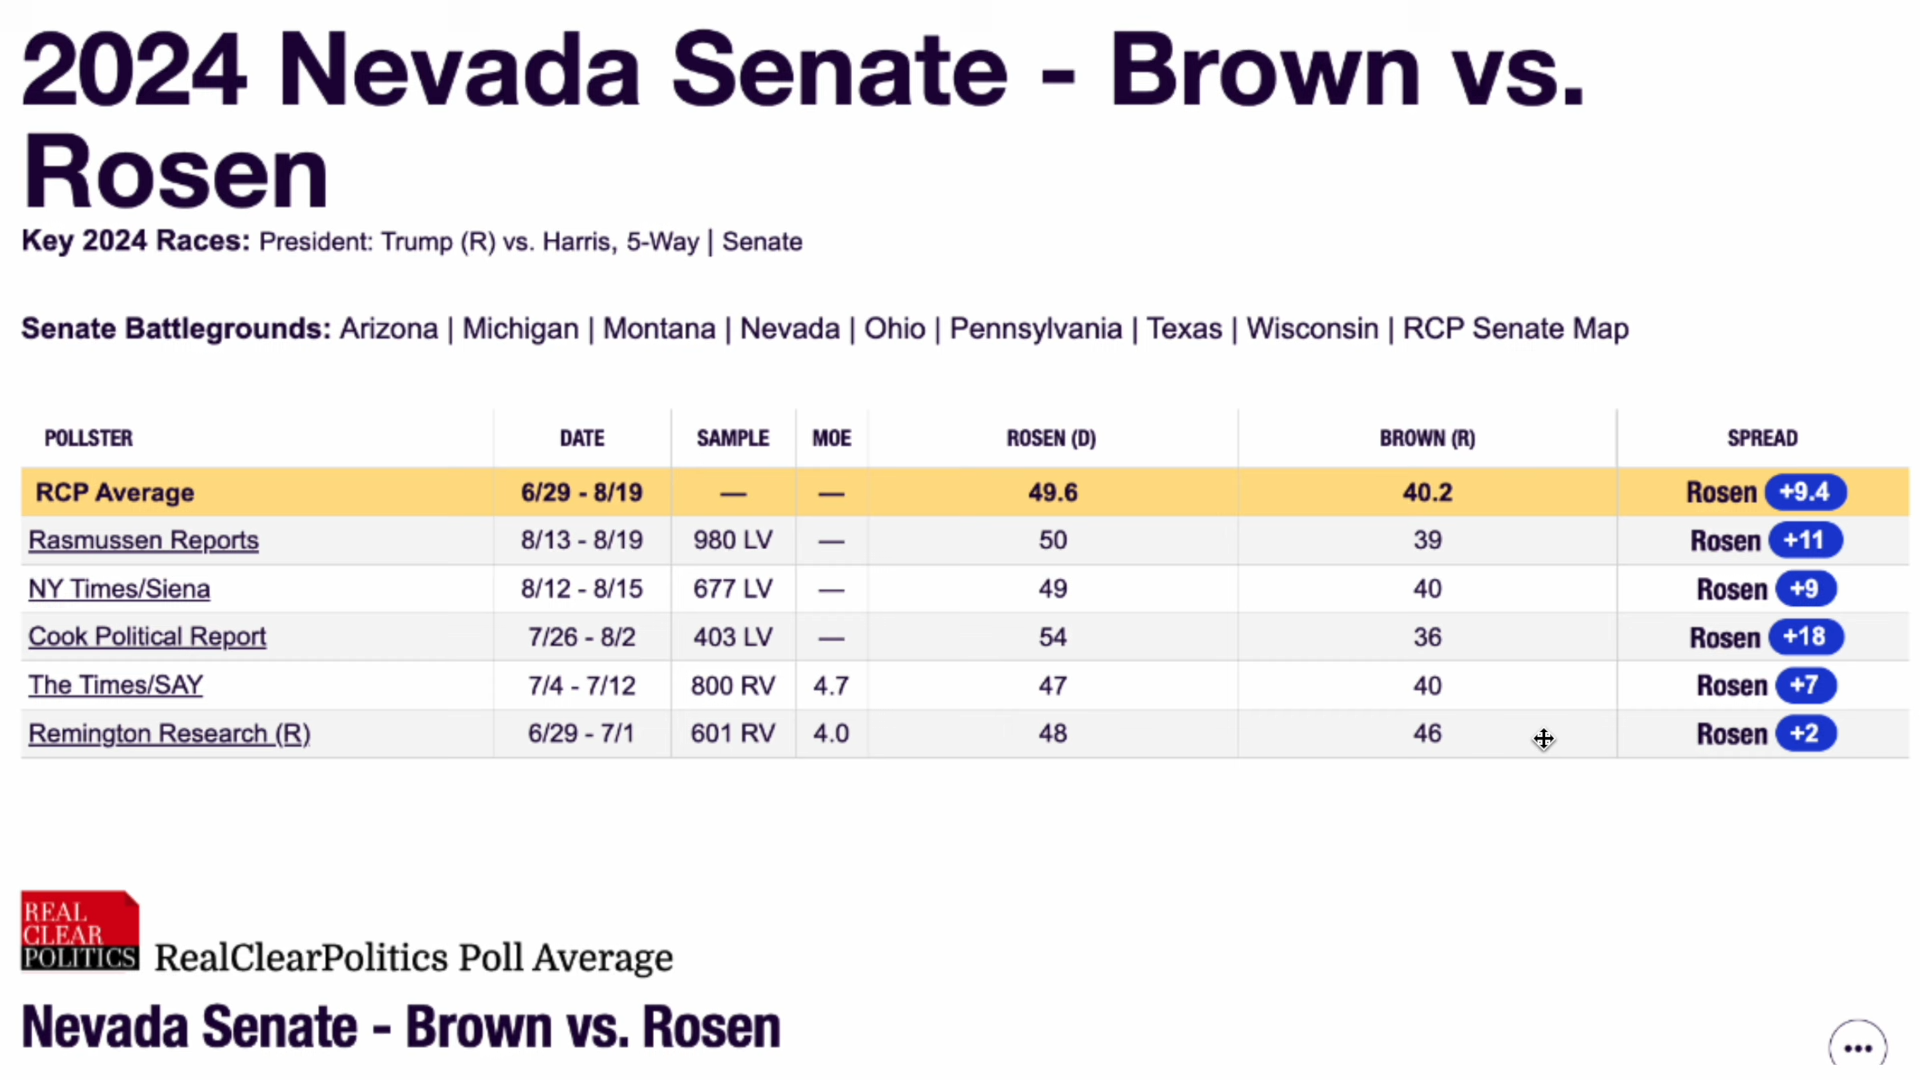 2024 Nevada Senate - Brown vs.
Rosen
Key 2024 Races: President: Trump (R) vs. Harris, 5-Way | Senate
Senate Battlegrounds: Arizona | Michigan | Montana | Nevada | Ohio | Pennsylvania | Texas | Wisconsin | RCP Senate Map
POLLSTER DATE SAMPLE MOE ROSEN (D) BROWN (R) SPREAD
RCP Average 6/29 - 8/19 — — 49.6 40.2 Rosen +9.4
Rasmussen Reports 8/13 - 8/19 980 LV — 50 39 Rosen +11
NY Times/Siena 8/12 - 8/15 677 LV — 49 40 Rosen +9
Cook Political Report 7/26 - 8/2 403 LV — 54 36 Rosen +18
The Times/SAY 7/4 - 7/12 800 RV 4.7 47 40 Rosen +7
Remington Research (R) 6/29 - 7/1 601 RV 4.0 48 46 Rosen +2
REAL
CLEAR
POLITICS
RealClearPolitics Poll Average
Nevada Senate - Brown vs. Rosen